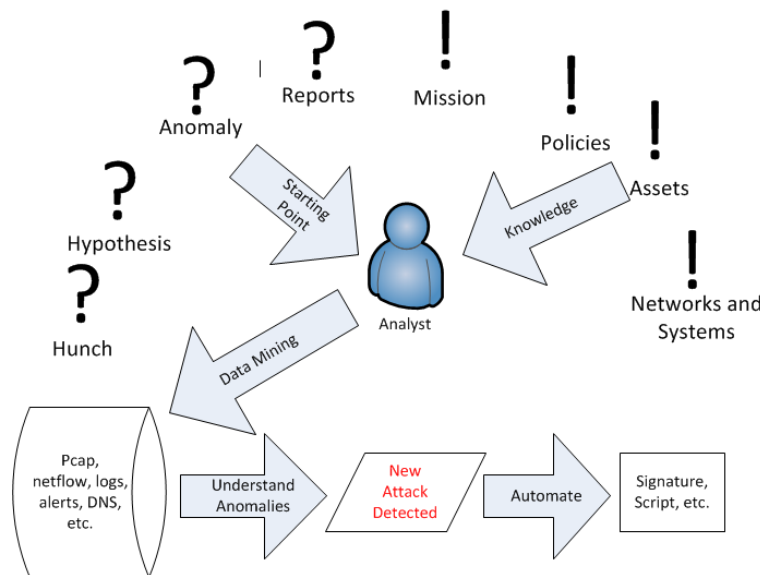 ?
Anomaly
|
?
Reports
!
Mission
!
Policies
!
Assets
?
Hypothesis
?
Hunch
Starting
Point
Knowledge
!
Networks and
Systems
Analyst
Data Mining
Pcap,
netflow, logs,
alerts, DNS,
etc.
Understand
Anomalies
New
Attack
Detected
Automate
Signature,
Script, etc.